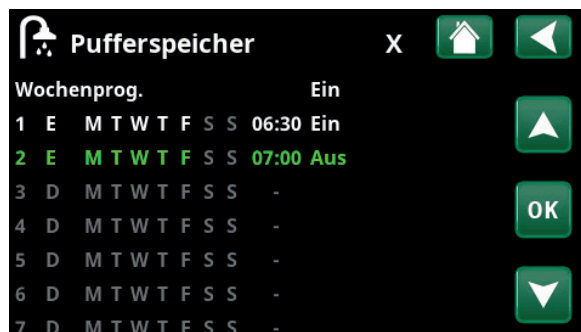 Pufferspeicher X
Wochenprog. Ein
1 E M T W T F S S 06:30 Ein
2 E M T W T F S S 07:00 Aus
3 D M T W T F S S -
4 D M T W T F S S -
5 D M T W T F S S -
6 D M T W T F S S -
7 D M T W T F S S -
OK